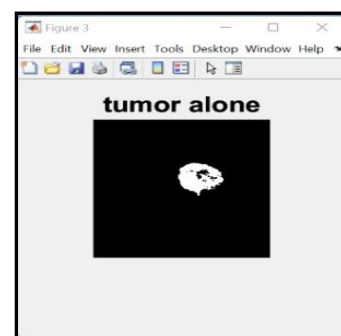 Figure 3
File Edit View Insert Tools Desktop Window Help
tumor alone